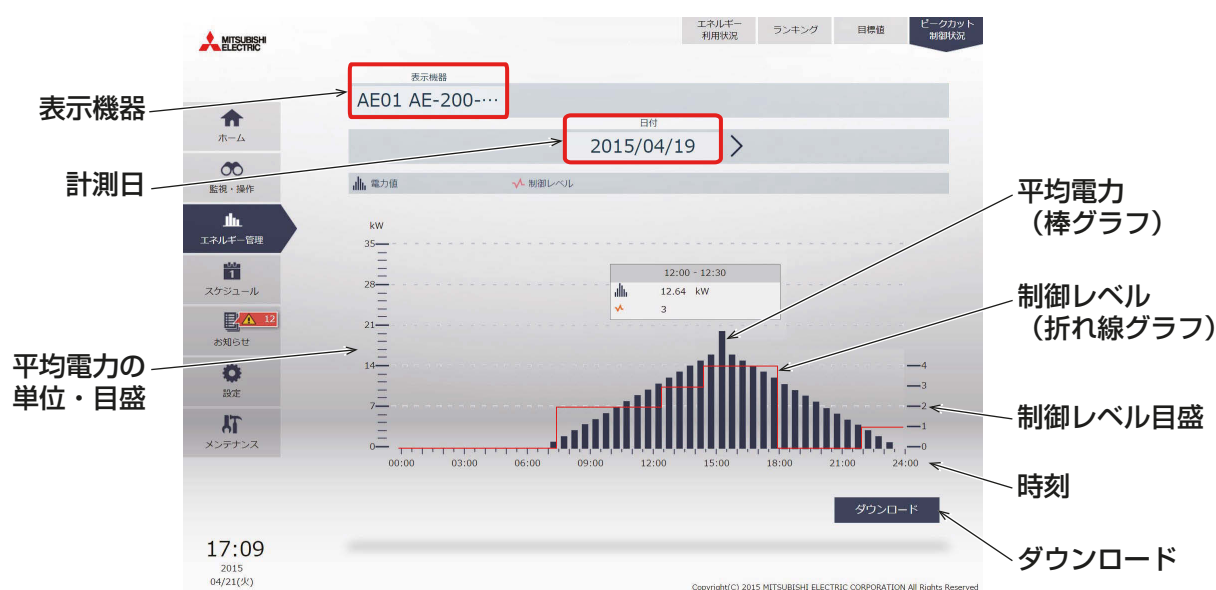 MITSUBISHI
ELECTRIC
エネルギー
利用状況
ランキング
目標値
ピークカット
制御状況
表示機器
表示機器
AE01 AE-200-…
ホーム
日付
2015/04/19
計測日
監視・操作
電力値
制御レベル
平均電力
（棒グラフ）
エネルギー管理
kW
35
28
21
14
7
0
12:00 - 12:30
12.64 kW
3
1
スケジュール
制御レベル
（折れ線グラフ）
12
お知らせ
平均電力の
単位・目盛
設定
メンテナンス
4
3
2
1
0
制御レベル目盛
00:00 03:00 06:00 09:00 12:00 15:00 18:00 21:00 24:00
時刻
ダウンロード
ダウンロード
17:09
2015
04/21(火)
Copyright(C) 2015 MITSUBISHI ELECTRIC CORPORATION All Rights Reserved